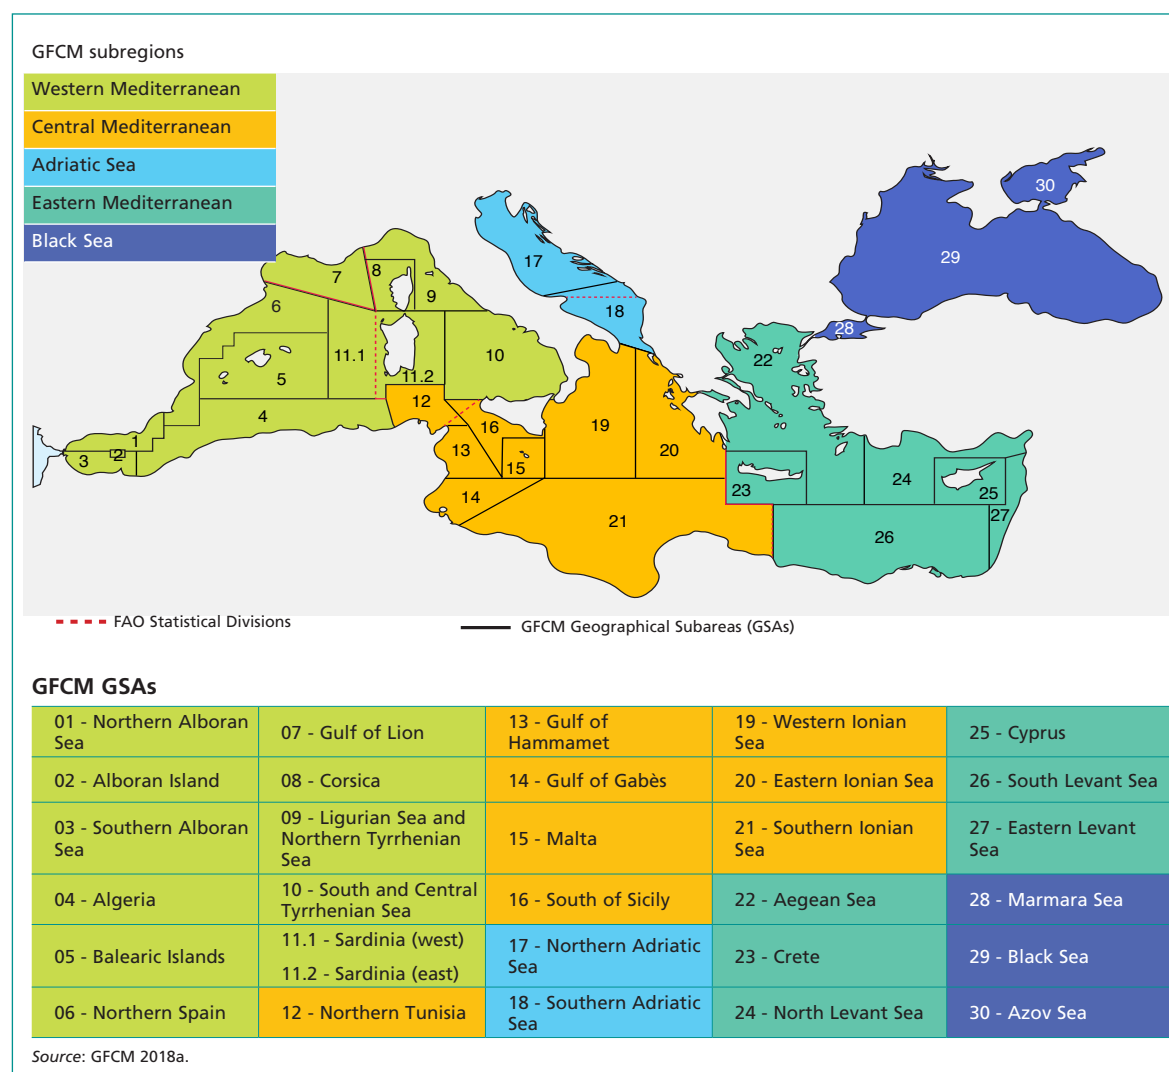 GFCM subregions
Western Mediterranean
Central Mediterranean
Adriatic Sea
Eastern Mediterranean
Black Sea
30
17
29
7
8
9
6
18
28
22
11.1
10
5
11.2
12
4
16
19
1
13
20
3
2
15
24
23
25
14
21
27
26
FAO Statistical Divisions
GFCM Geographical Subareas (GSAs)
GFCM GSAs
01 - Northern Alboran
Sea
07 - Gulf of Lion
13 - Gulf of
Hammamet
19 - Western Ionian
Sea
25 - Cyprus
02 - Alboran Island
08 - Corsica
14 - Gulf of Gabès
20 - Eastern Ionian Sea
26 - South Levant Sea
03 - Southern Alboran
Sea
09 - Ligurian Sea and
Northern Tyrrhenian
Sea
15 - Malta
21 - Southern Ionian
Sea
27 - Eastern Levant
Sea
04 - Algeria
10 - South and Central
Tyrrhenian Sea
16 - South of Sicily
22 - Aegean Sea
28 - Marmara Sea
05 - Balearic Islands
11.1 - Sardinia (west)
11.2 - Sardinia (east)
17 - Northern Adriatic
Sea
23 - Crete
29 - Black Sea
06 - Northern Spain
12 - Northern Tunisia
18 - Southern Adriatic
Sea
24 - North Levant Sea
30 - Azov Sea
Source: GFCM 2018a.